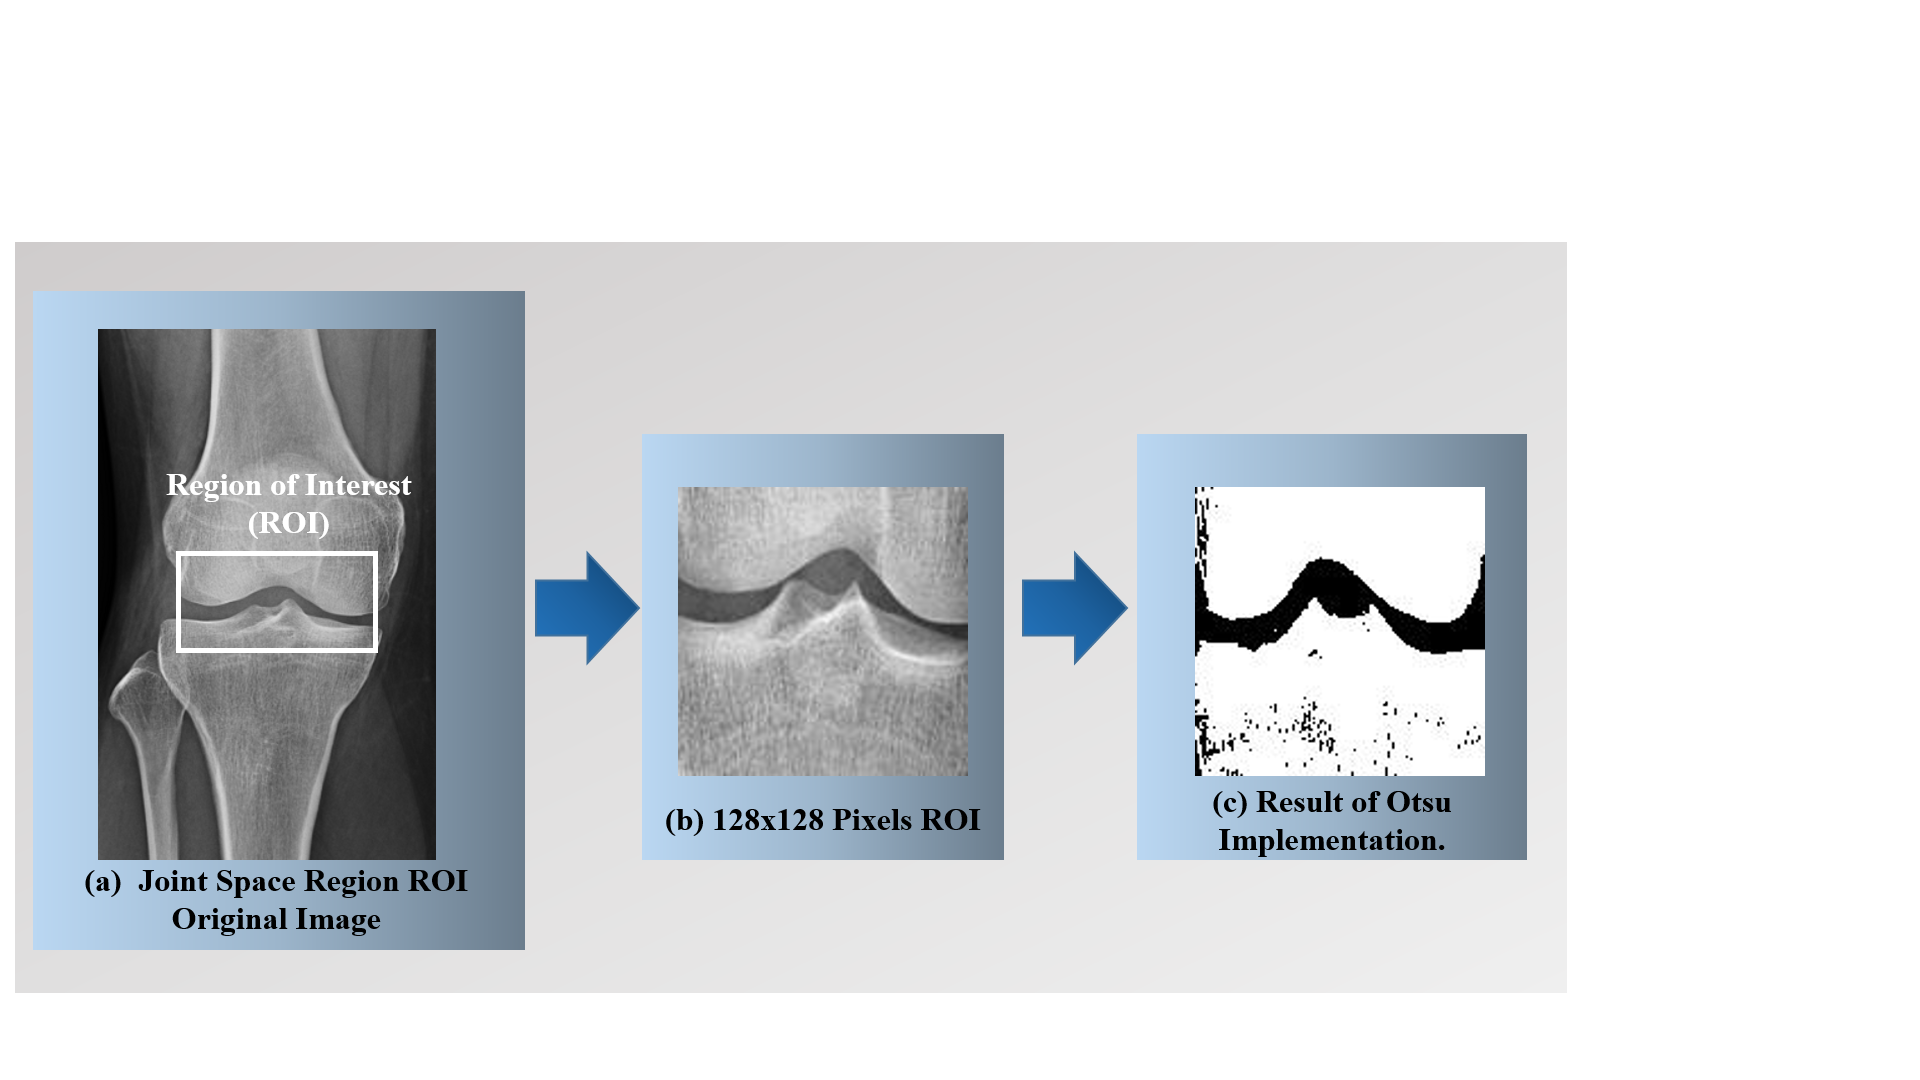 Region of Interest
(ROI)
(a)  Joint Space Region ROI
Original Image
(b) 128x128 Pixels ROI
(c) Result of Otsu
Implementation.